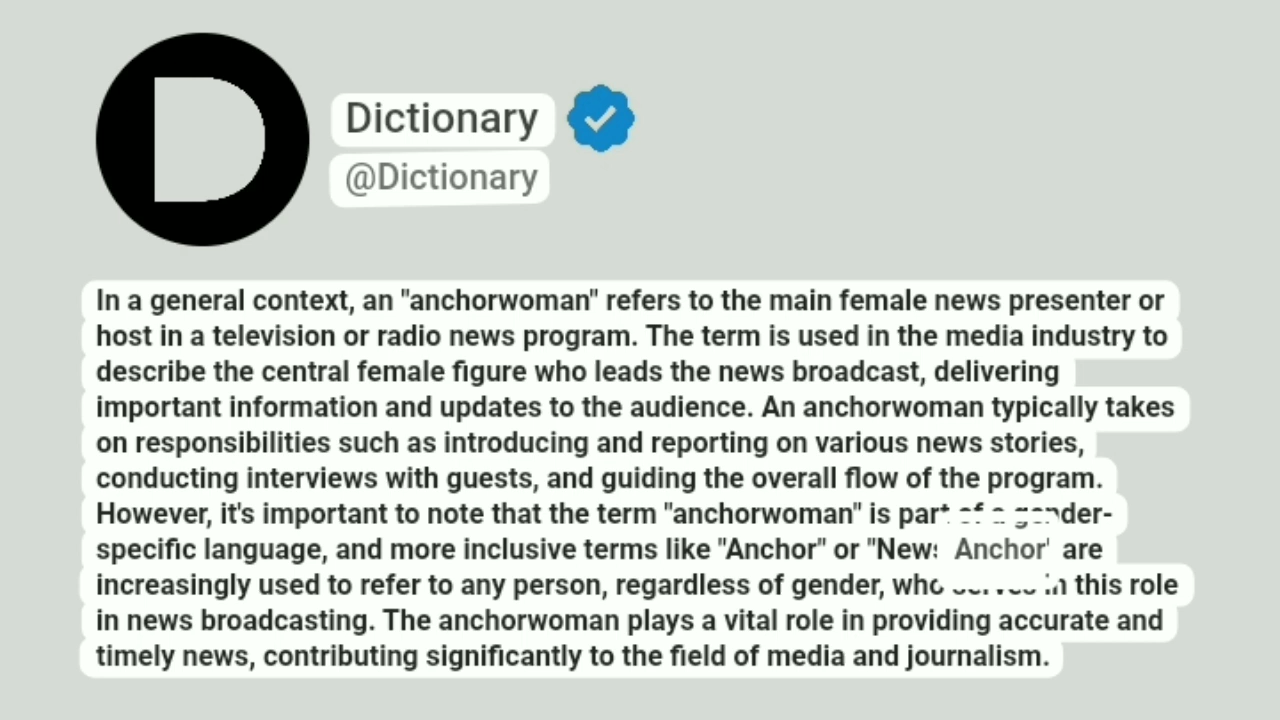 D
Dictionary
@Dictionary
In a general context, an "anchorwoman" refers to the main female news presenter or
host in a television or radio news program. The term is used in the media industry to
describe the central female figure who leads the news broadcast, delivering
important information and updates to the audience. An anchorwoman typically takes
on responsibilities such as introducing and reporting on various news stories,
conducting interviews with guests, and guiding the overall flow of the program.
However, it's important to note that the term "anchorwoman" is part of a gender-
specific language, and more inclusive terms like "Anchor" or "News Anchor" are
increasingly used to refer to any person, regardless of gender, who serves in this role
in news broadcasting. The anchorwoman plays a vital role in providing accurate and
timely news, contributing significantly to the field of media and journalism.